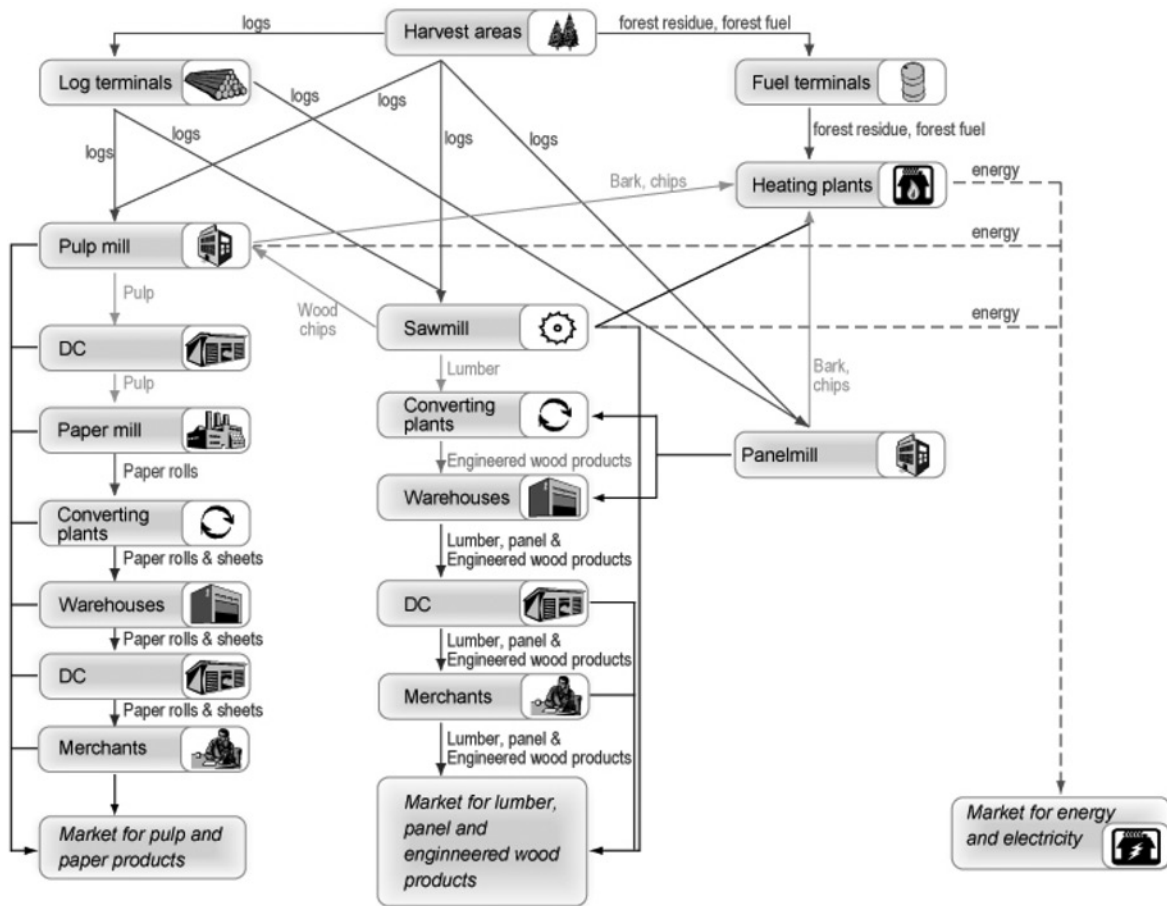 logs
Harvest areas
forest residue, forest fuel
Log terminals
Fuel terminals
logs
logs
logs
logs
logs
logs
forest residue, forest fuel
Bark, chips
Heating plants
energy
Pulp mill
energy
Pulp
Wood
chips
Sawmill
energy
DC
Lumber
Bark,
chips
Pulp
Converting
plants
Paper mill
Engineered wood products
Panelmill
Paper rolls
Warehouses
Converting
plants
Lumber, panel &
Engineered wood products
Paper rolls & sheets
Warehouses
DC
Paper rolls & sheets
Lumber, panel &
Engineered wood products
DC
Merchants
Paper rolls & sheets
Merchants
Lumber, panel &
Engineered wood products
Market for pulp and
paper products
Market for lumber,
panel and
enginneered wood
products
Market for energy
and electricity